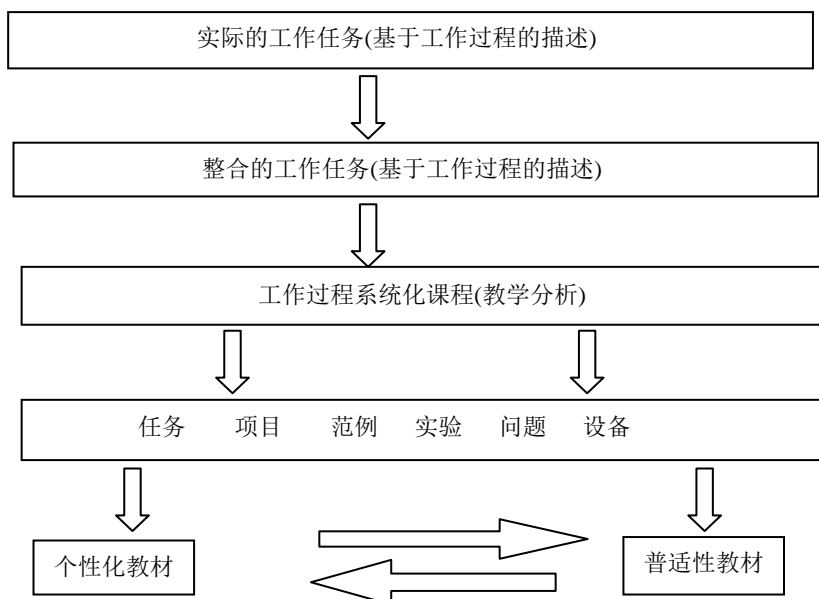 实际的工作任务(基于工作过程的描述)
整合的工作任务(基于工作过程的描述)
工作过程系统化课程(教学分析)
任务 项目 范例 实验 问题 设备
个性化教材 普适性教材